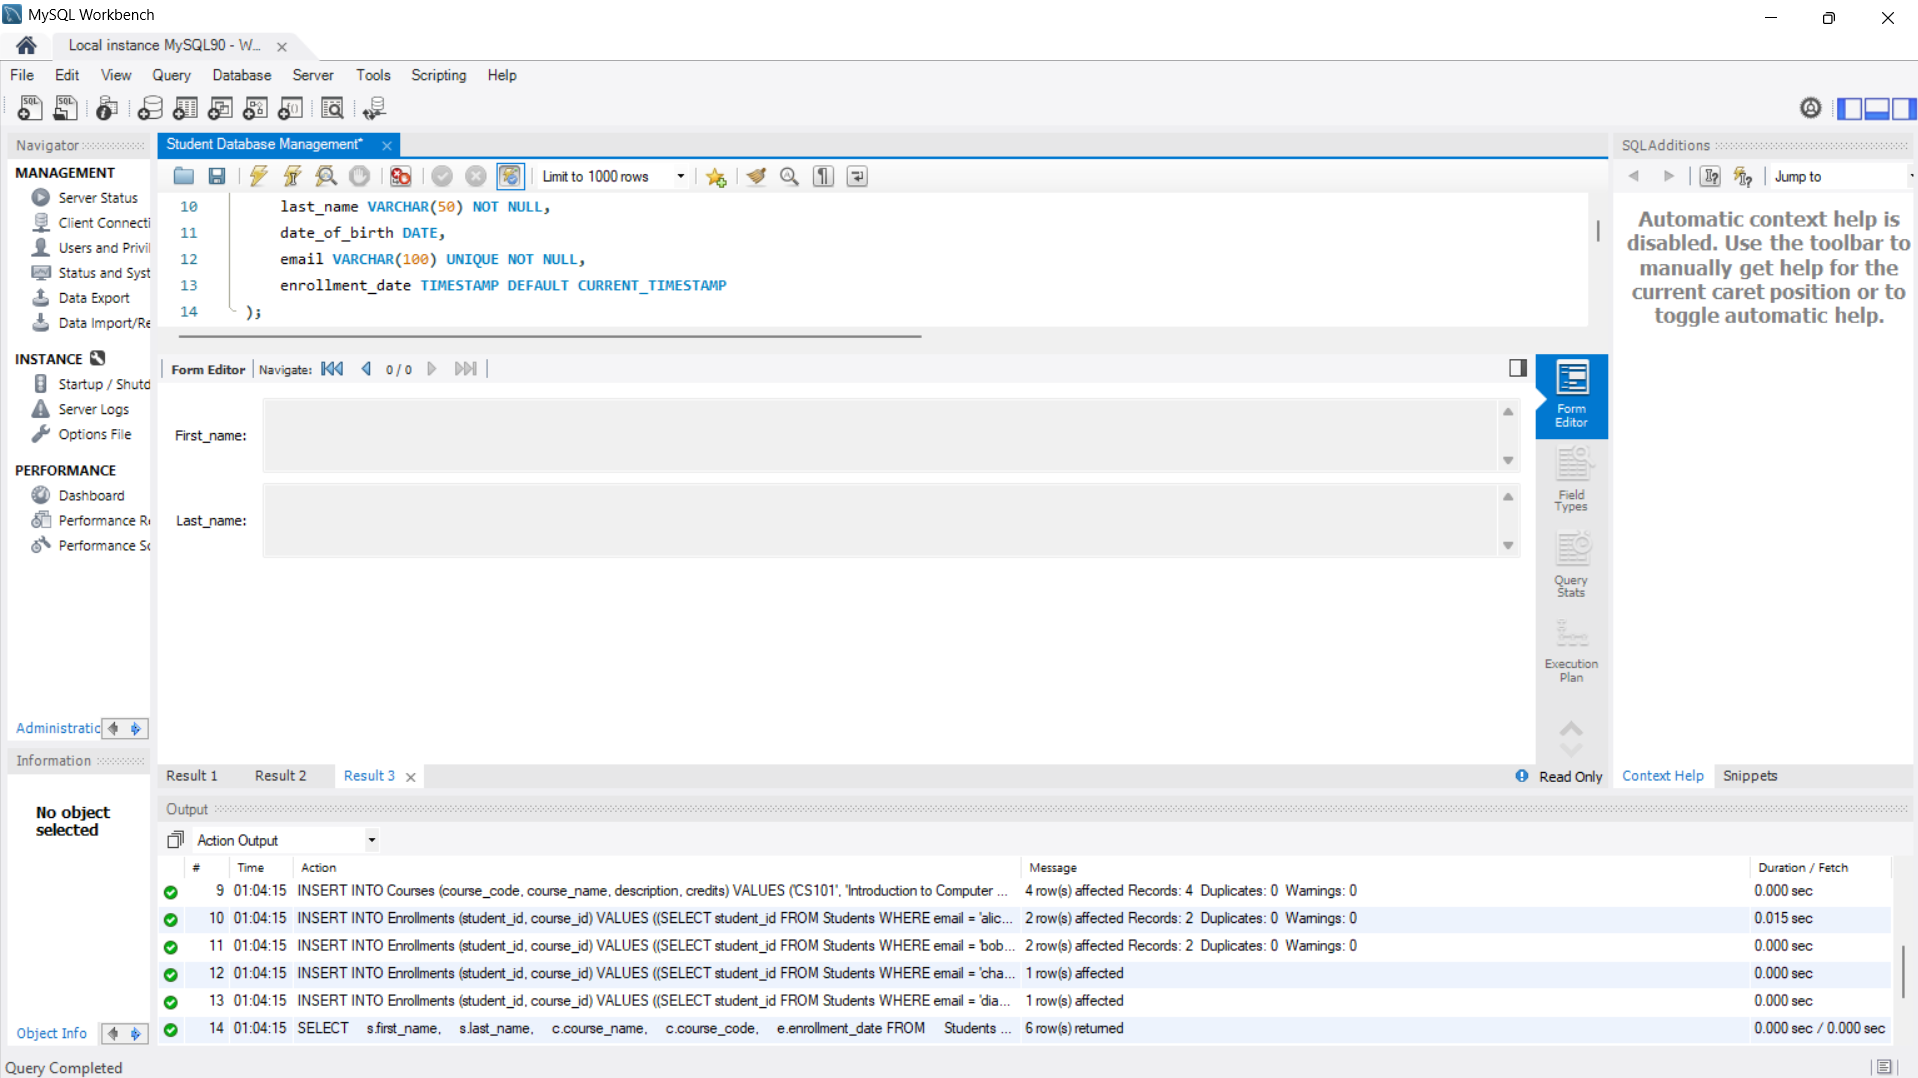 MySQL Workbench
Local instance MySQL90 - W...
File Edit View Query Database Server Tools Scripting Help
Navigator
MANAGEMENT
Server Status
Client Connecti
Users and Privi
Status and Syst
Data Export
Data Import/Re
INSTANCE
Startup / Shutd
Server Logs
Options File
PERFORMANCE
Dashboard
Performance Re
Performance Sc
Administratic
Information
No object
selected
Object Info
Student Database Management*
Limit to 1000 rows
10 last_name VARCHAR(50) NOT NULL,
11 date_of_birth DATE,
12 email VARCHAR(100) UNIQUE NOT NULL,
13 enrollment_date TIMESTAMP DEFAULT CURRENT_TIMESTAMP
14 );
Form Editor Navigate: 0 / 0
First_name:
Last_name:
Form
Editor
Field
Types
Query
Stats
Execution
Plan
Result 1 Result 2 Result 3
Read Only
SQLAdditions
Jump to
Automatic context help is
disabled. Use the toolbar to
manually get help for the
current caret position or to
toggle automatic help.
Context Help Snippets
Output
Action Output
# Time Action Message Duration / Fetch
9 01:04:15 INSERT INTO Courses (course_code, course_name, description, credits) VALUES ('CS101', 'Introduction to Computer ... 4 row(s) affected Records: 4 Duplicates: 0 Warnings: 0 0.000 sec
10 01:04:15 INSERT INTO Enrollments (student_id, course_id) VALUES ((SELECT student_id FROM Students WHERE email = 'alic... 2 row(s) affected Records: 2 Duplicates: 0 Warnings: 0 0.015 sec
11 01:04:15 INSERT INTO Enrollments (student_id, course_id) VALUES ((SELECT student_id FROM Students WHERE email = 'bob... 2 row(s) affected Records: 2 Duplicates: 0 Warnings: 0 0.000 sec
12 01:04:15 INSERT INTO Enrollments (student_id, course_id) VALUES ((SELECT student_id FROM Students WHERE email = 'cha... 1 row(s) affected 0.000 sec
13 01:04:15 INSERT INTO Enrollments (student_id, course_id) VALUES ((SELECT student_id FROM Students WHERE email = 'dia... 1 row(s) affected 0.000 sec
14 01:04:15 SELECT s.first_name, s.last_name, c.course_name, c.course_code, e.enrollment_date FROM Students ... 6 row(s) returned 0.000 sec / 0.000 sec
Query Completed